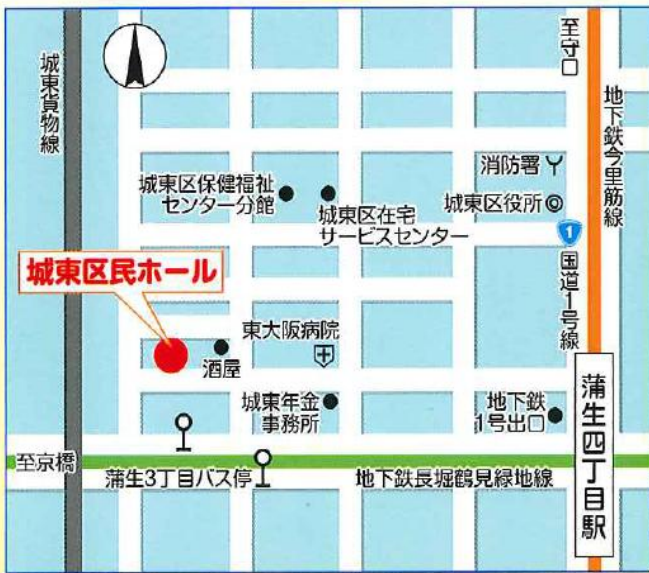 至守口
城東貨物線
地下鉄今里筋線
消防署
城東区保健福祉
センター分館
城東区在宅
サービスセンター
城東区役所
1
国道1号線
城東区民ホール
東大阪病院
酒屋
蒲生四丁目駅
城東年金
事務所
地下鉄
1号出口
至京橋
蒲生3丁目バス停
地下鉄長堀鶴見緑地線